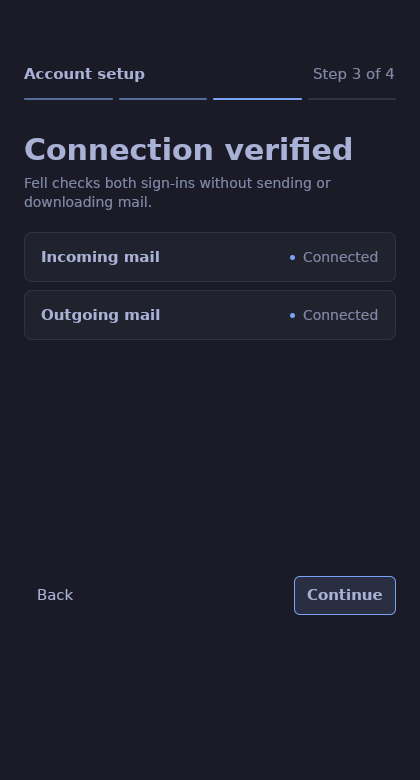 Account setup
Step 3 of 4
Connection verified
Fell checks both sign-ins without sending or
downloading mail.
Incoming mail
Connected
Outgoing mail
Connected
Back
Continue